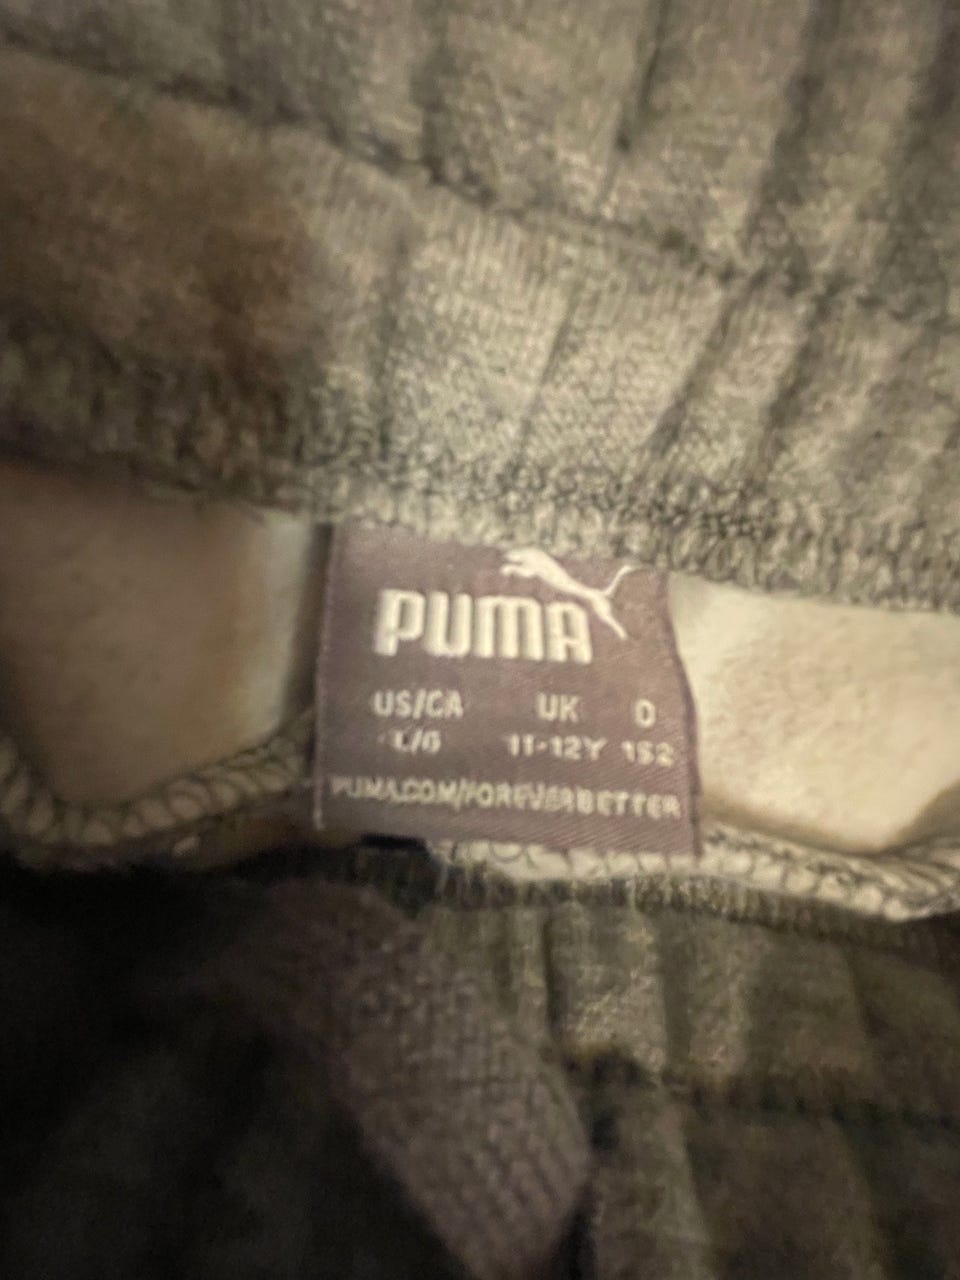 PUMA
US/CA UK D
L/G 11-12Y 152
PUMA.COM/FOREVERBETTER